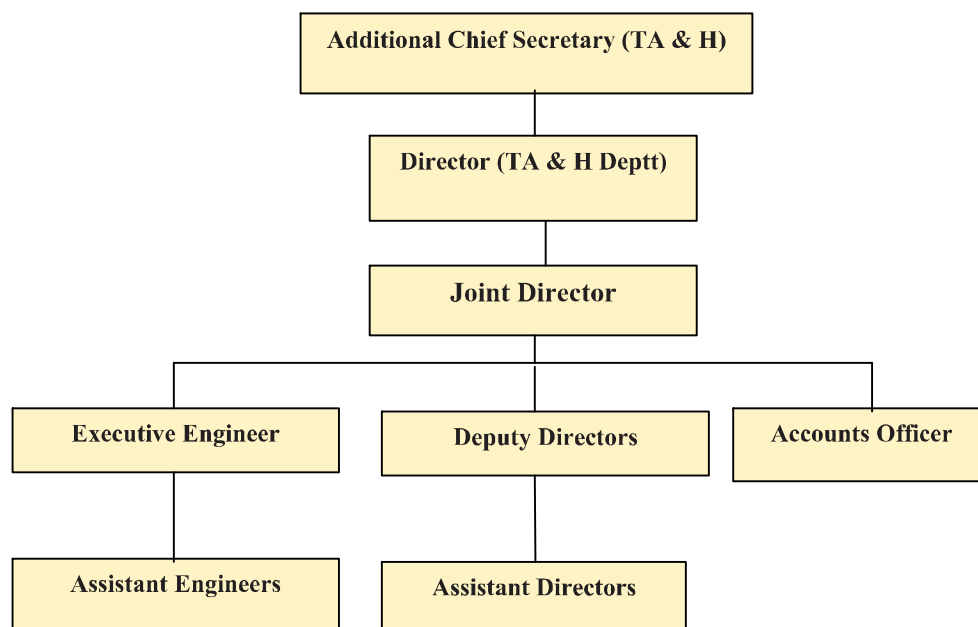 Additional Chief Secretary (TA & H)
Director (TA & H Deptt)
Joint Director
Executive Engineer
Deputy Directors
Accounts Officer
Assistant Engineers
Assistant Directors